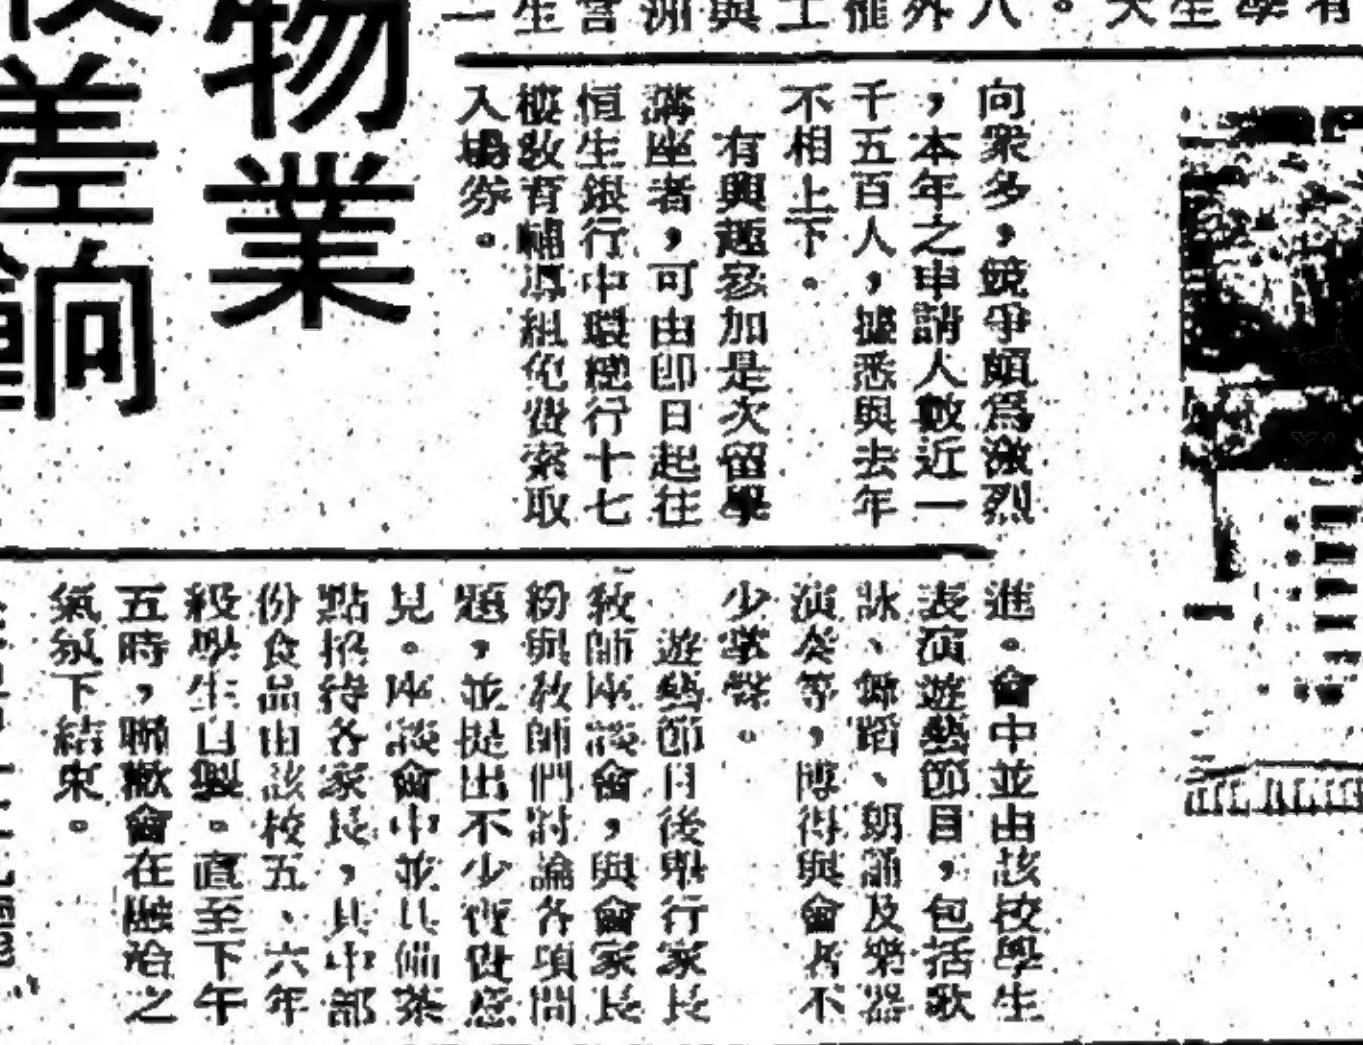 向衆多，競爭頗為激烈
，本年之申請人數近一
千五百人，據悉與去年
不相上下。
有興趣參加是次留學
講座者，可由即日起往
恒生銀行中環總行十七
樓教育輔導組免費索取
入場券。
物業
差餉
進。會中並由該校學生
表演遊藝節目，包括歌
詠、舞蹈、朗誦及樂器
演奏等，博得與會者不
少掌聲。
遊藝節目後舉行家長
敎師座談會，與會家長
紛與敎師們討論各項問
題，並提出不少寶貴意
見。座談會中並具備茶
點招待各家長，其中部
份食品由該校五、六年
級學生自製。直至下午
五時，聯歡會在融洽之
氣氛下結束。